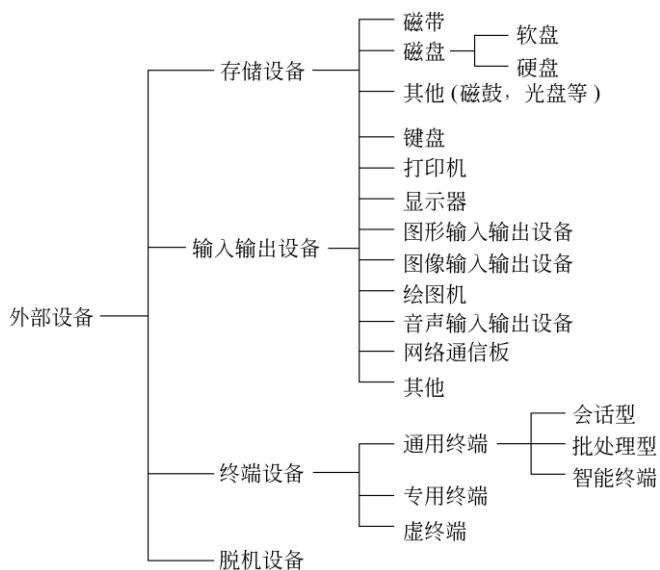 磁带
磁盘
软盘
硬盘
存储设备
其他(磁鼓，光盘等)
键盘
打印机
显示器
图形输入输出设备
输入输出设备
图像输入输出设备
绘图机
外部设备
音声输入输出设备
网络通信板
其他
会话型
通用终端
批处理型
终端设备
智能终端
专用终端
虚终端
脱机设备